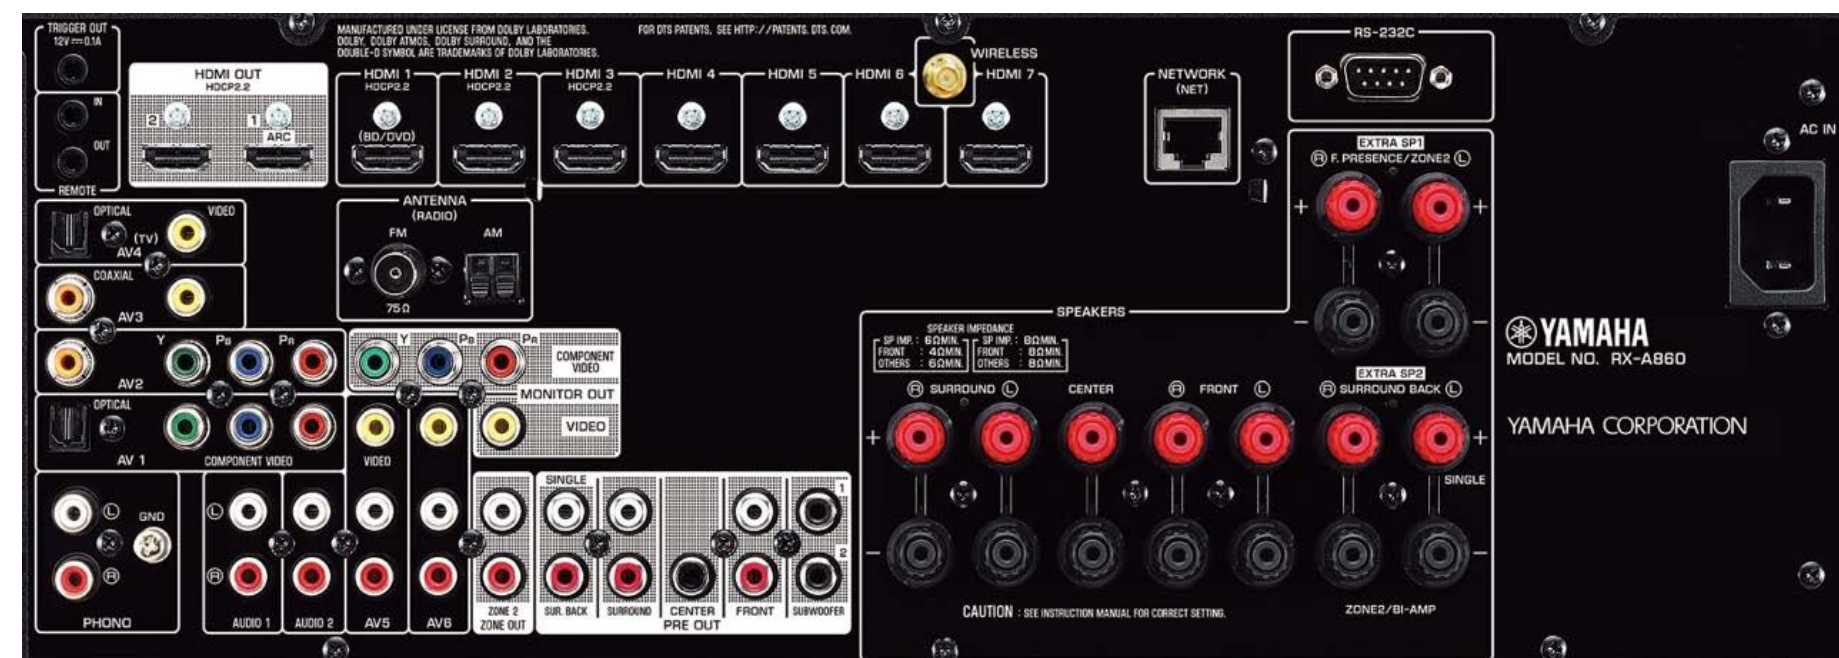 TRIGGER OUT
12V⎓0.1A
IN
OUT
REMOTE
HDMI OUT
HDCP2.2
2
1
ARC
MANUFACTURED UNDER LICENSE FROM DOLBY LABORATORIES.
DOLBY, DOLBY ATMOS, DOLBY SURROUND, AND THE
DOUBLE-D SYMBOL ARE TRADEMARKS OF DOLBY LABORATORIES.
FOR DTS PATENTS, SEE HTTP://PATENTS.DTS.COM.
HDMI 1
HDCP2.2
(BD/DVD)
HDMI 2
HDCP2.2
HDMI 3
HDCP2.2
HDMI 4
HDMI 5
HDMI 6
WIRELESS
HDMI 7
NETWORK
(NET)
RS-232C
AC IN
OPTICAL
(TV)
VIDEO
AV4
COAXIAL
AV3
ANTENNA
(RADIO)
FM
AM
75Ω
Y
PB
PR
AV2
OPTICAL
AV 1
COMPONENT VIDEO
VIDEO
Y
PB
PR
COMPONENT
VIDEO
MONITOR OUT
VIDEO
EXTRA SP1
R F. PRESENCE/ZONE2 L
+
+
−
−
SPEAKERS
SPEAKER IMPEDANCE
SP IMP. : 6ΩMIN.
FRONT : 4ΩMIN.
OTHERS : 6ΩMIN.
SP IMP. : 8ΩMIN.
FRONT : 8ΩMIN.
OTHERS : 8ΩMIN.
R SURROUND L
CENTER
R FRONT L
EXTRA SP2
R SURROUND BACK L
+
+
SINGLE
−
−
CAUTION : SEE INSTRUCTION MANUAL FOR CORRECT SETTING.
ZONE2/BI-AMP
YAMAHA
MODEL NO. RX-A860
YAMAHA CORPORATION
L
GND
R
PHONO
L
R
AUDIO 1
AUDIO 2
AV5
AV6
ZONE 2
ZONE OUT
SINGLE
1
2
SUR. BACK
SURROUND
CENTER
FRONT
SUBWOOFER
PRE OUT